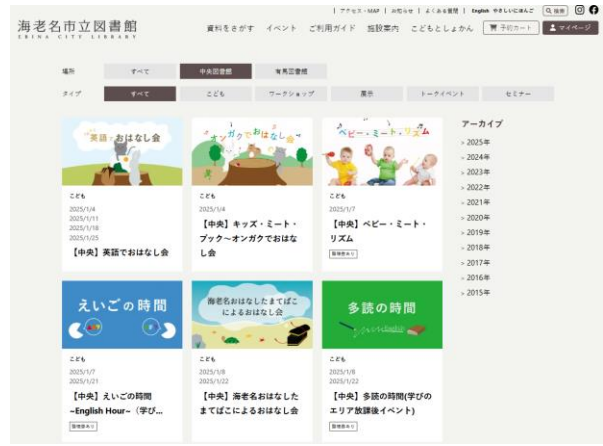 | アクセス・MAP | お知らせ | よくある質問 | English やさしいにほんご 検索
海老名市立図書館
EBINA CITY LIBRARY
資料をさがす イベント ご利用ガイド 施設案内 こどもとしょかん 予約カート マイページ
場所 すべて 中央図書館 有馬図書館
タイプ すべて こども ワークショップ 展示 トークイベント セミナー
英語でおはなし会
こども
2025/1/4
2025/1/11
2025/1/18
2025/1/25
【中央】英語でおはなし会
オンガクでおはなし会
こども
2025/1/4
【中央】キッズ・ミート・
ブック～オンガクでおはな
し会
ベビー・ミート・リズム
こども
2025/1/7
【中央】ベビー・ミート・
リズム
アーカイブ
> 2025年
> 2024年
> 2023年
> 2022年
> 2021年
> 2020年
> 2019年
> 2018年
> 2017年
> 2016年
> 2015年
えいごの時間
こども
2025/1/7
2025/1/21
【中央】えいごの時間
~English Hour~（学び...
海老名おはなしたまてばこ
によるおはなし会
こども
2025/1/8
2025/1/22
【中央】海老名おはなした
まてばこによるおはなし会
多読の時間
こども
2025/1/8
2025/1/22
【中央】多読の時間(学びの
エリア放課後イベント)